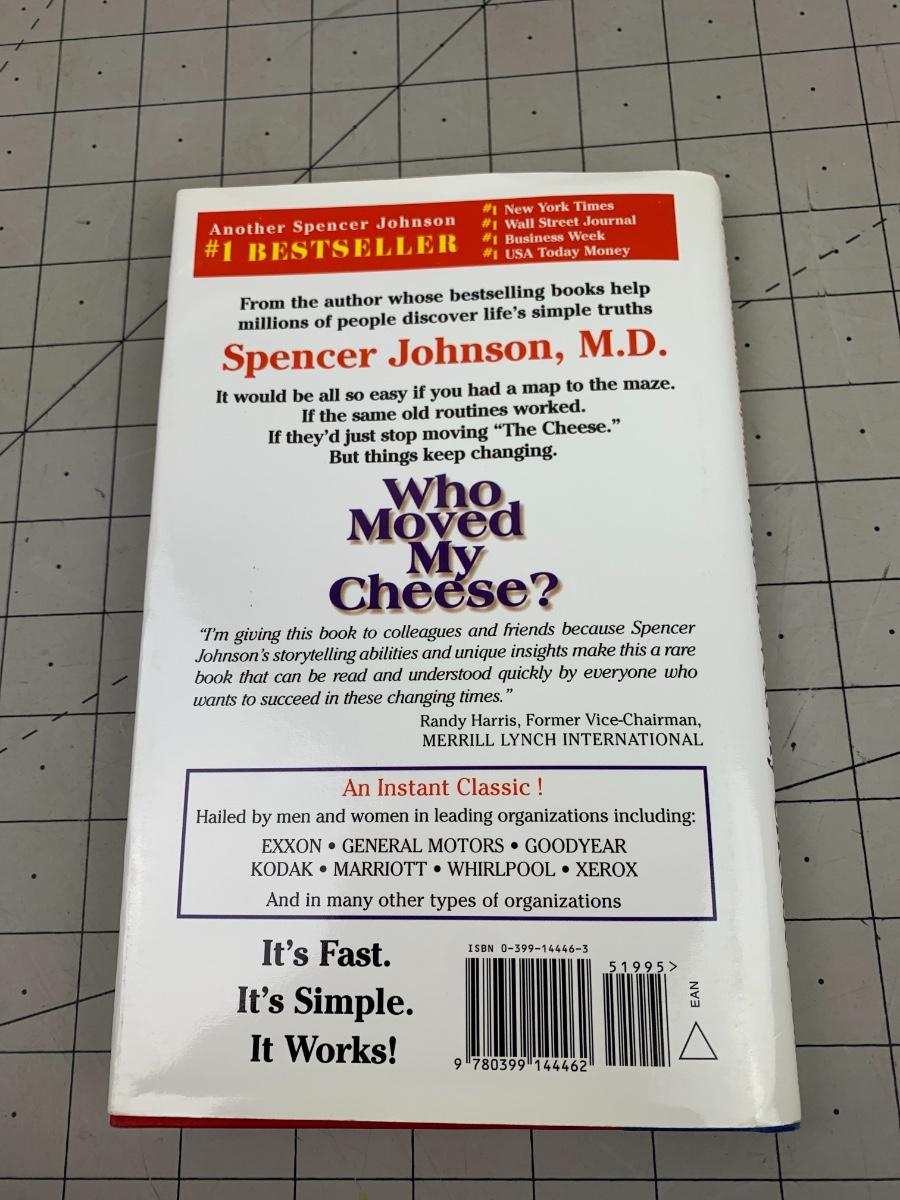 Another Spencer Johnson
#1 BESTSELLER
#1 New York Times
#1 Wall Street Journal
#1 Business Week
#1 USA Today Money
From the author whose bestselling books help
millions of people discover life's simple truths
Spencer Johnson, M.D.
It would be all so easy if you had a map to the maze.
If the same old routines worked.
If they'd just stop moving “The Cheese.”
But things keep changing.
Who
Moved
My
Cheese?
“I'm giving this book to colleagues and friends because Spencer
Johnson's storytelling abilities and unique insights make this a rare
book that can be read and understood quickly by everyone who
wants to succeed in these changing times.”
Randy Harris, Former Vice-Chairman,
MERRILL LYNCH INTERNATIONAL
An Instant Classic !
Hailed by men and women in leading organizations including:
EXXON • GENERAL MOTORS • GOODYEAR
KODAK • MARRIOTT • WHIRLPOOL • XEROX
And in many other types of organizations
It's Fast.
It's Simple.
It Works!
ISBN 0-399-14446-3
51995>
EAN
9 780399 144462